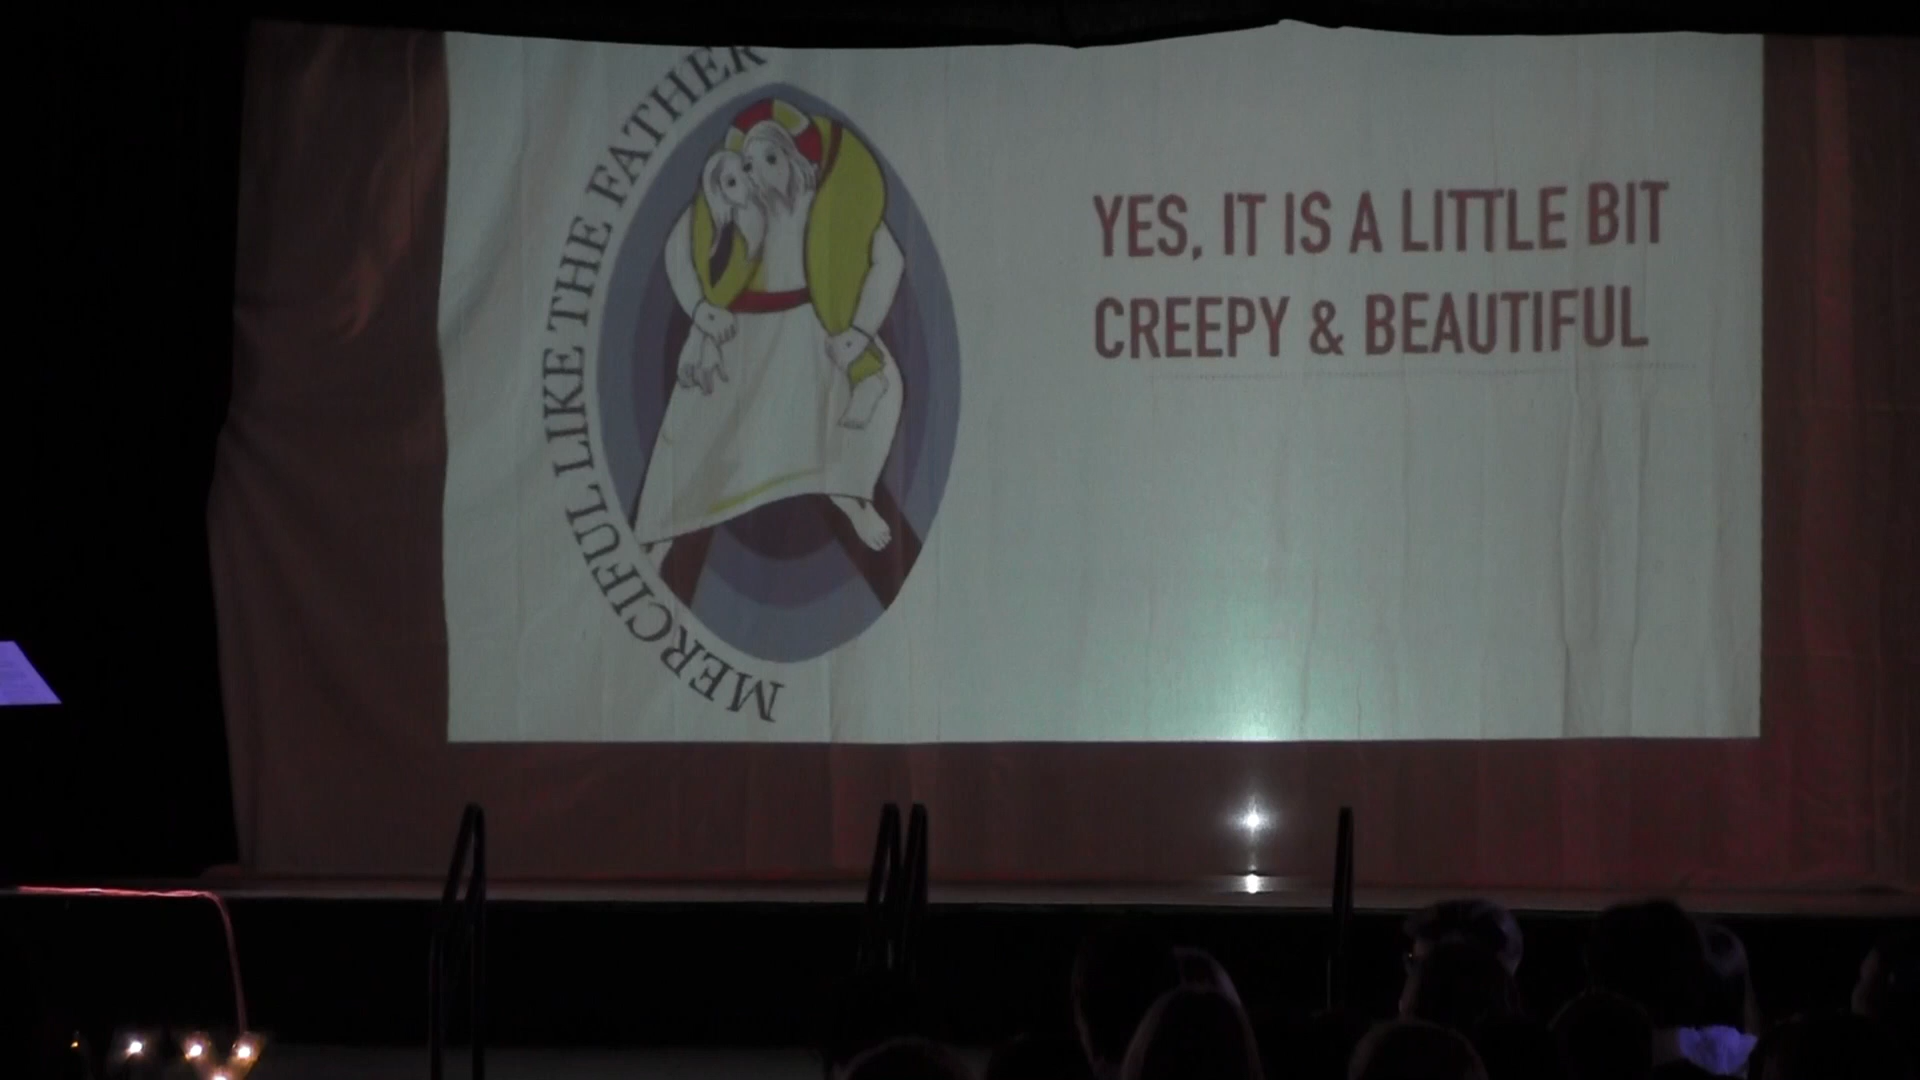 MERCIFUL LIKE THE FATHER
YES, IT IS A LITTLE BIT
CREEPY & BEAUTIFUL